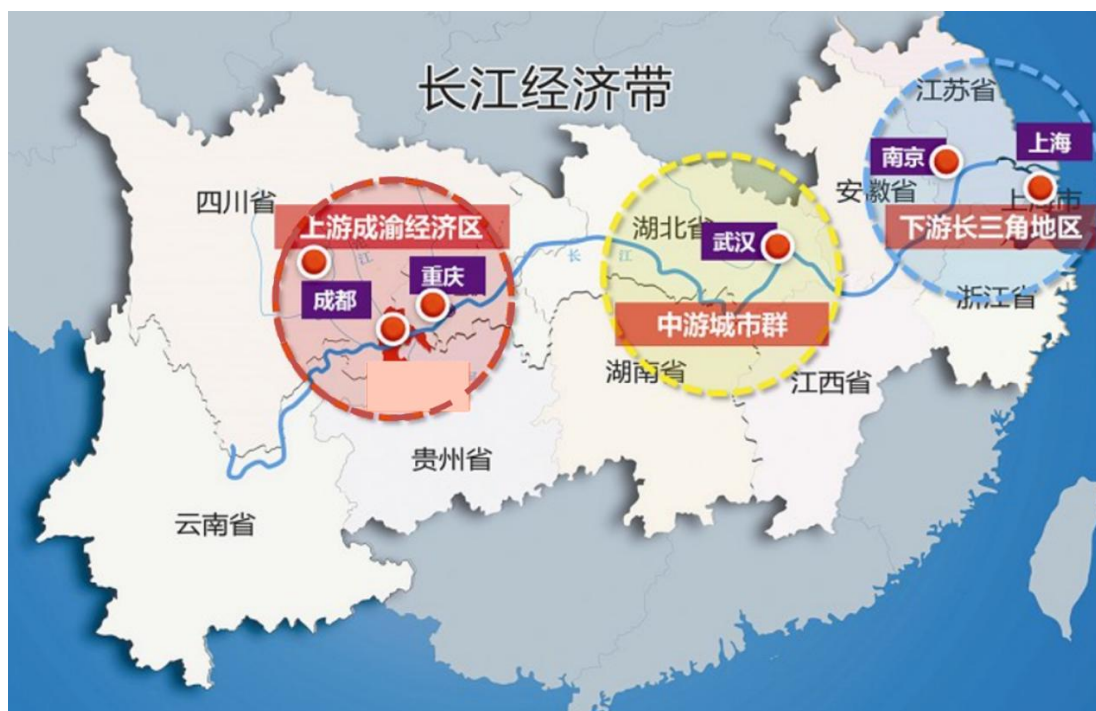 长江经济带
江苏省
上海
南京
安徽省
上海市
四川省
上游成渝经济区
湖北省
武汉
下游长三角地区
江
长
江
重庆
成都
浙江省
中游城市群
湖南省
江西省
贵州省
云南省